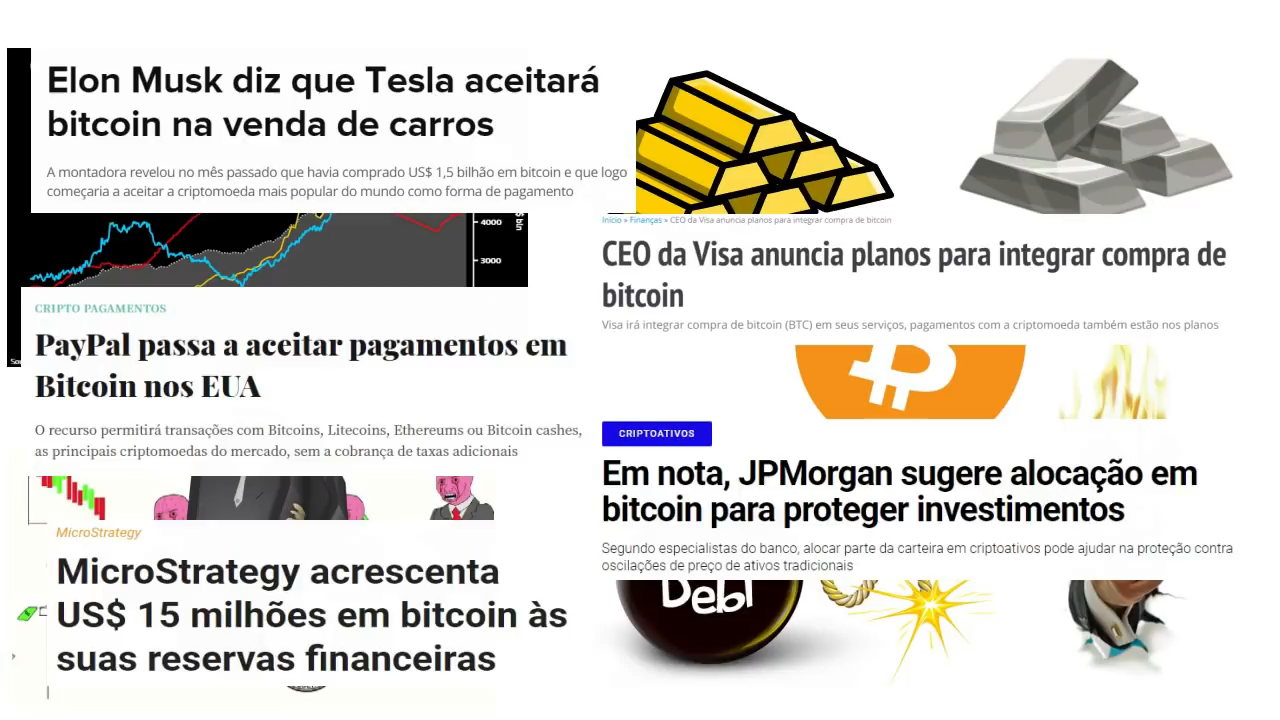 Elon Musk diz que Tesla aceitará
bitcoin na venda de carros
A montadora revelou no mês passado que havia comprado US$ 1,5 bilhão em bitcoin e que logo
começaria a aceitar a criptomoeda mais popular do mundo como forma de pagamento
4000
$ bln
3000
CRIPTO PAGAMENTOS
PayPal passa a aceitar pagamentos em
Bitcoin nos EUA
O recurso permitirá transações com Bitcoins, Litecoins, Ethereums ou Bitcoin cashes,
as principais criptomoedas do mercado, sem a cobrança de taxas adicionais
MicroStrategy
MicroStrategy acrescenta
US$ 15 milhões em bitcoin às
suas reservas financeiras
Início » Finanças » CEO da Visa anuncia planos para integrar compra de bitcoin
CEO da Visa anuncia planos para integrar compra de
bitcoin
Visa irá integrar compra de bitcoin (BTC) em seus serviços, pagamentos com a criptomoeda também estão nos planos
CRIPTOATIVOS
Em nota, JPMorgan sugere alocação em
bitcoin para proteger investimentos
Segundo especialistas do banco, alocar parte da carteira em criptoativos pode ajudar na proteção contra
oscilações de preço de ativos tradicionais
Debt